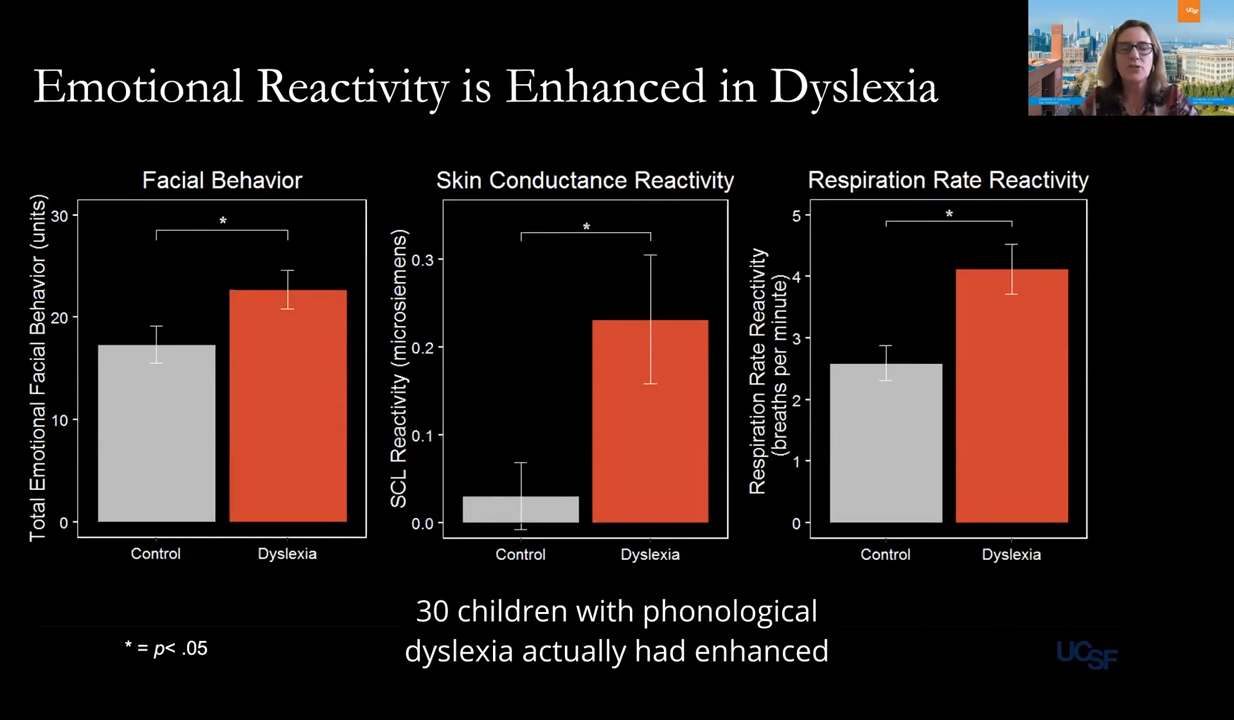 UCSF
Emotional Reactivity is Enhanced in Dyslexia
Facial Behavior
Total Emotional Facial Behavior (units)
30
20
10
0
*
Control
Dyslexia
Skin Conductance Reactivity
SCL Reactivity (microsiemens)
0.3
0.2
0.1
0.0
*
Control
Dyslexia
Respiration Rate Reactivity
Respiration Rate Reactivity
(breaths per minute)
5
4
3
2
1
0
*
Control
Dyslexia
30 children with phonological
dyslexia actually had enhanced
* = p< .05
UCSF